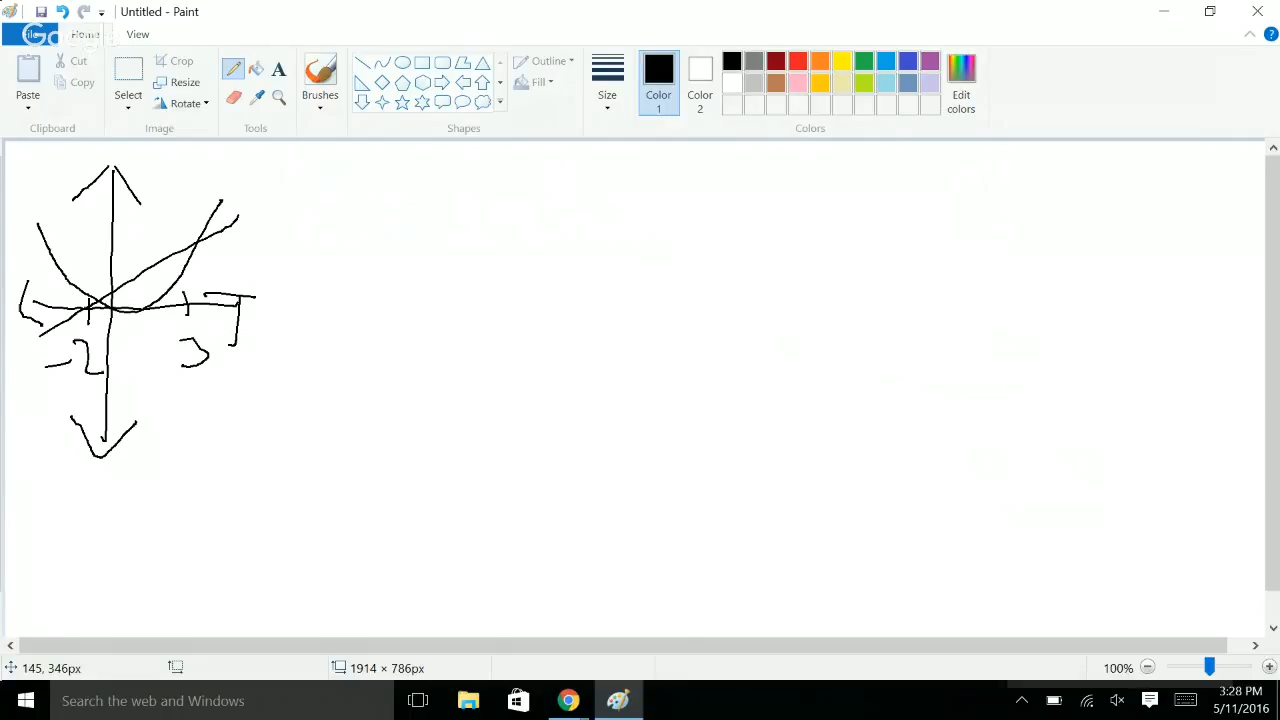 Untitled - Paint
File Home View
Paste
Cut
Copy
Clipboard
Select
Crop
Resize
Rotate
Image
A
Tools
Brushes
Shapes
Outline
Fill
Size
Color 1
Color 2
Edit colors
Colors
-2 3
145, 346px
1914 × 786px
100%
Search the web and Windows
3:28 PM
5/11/2016